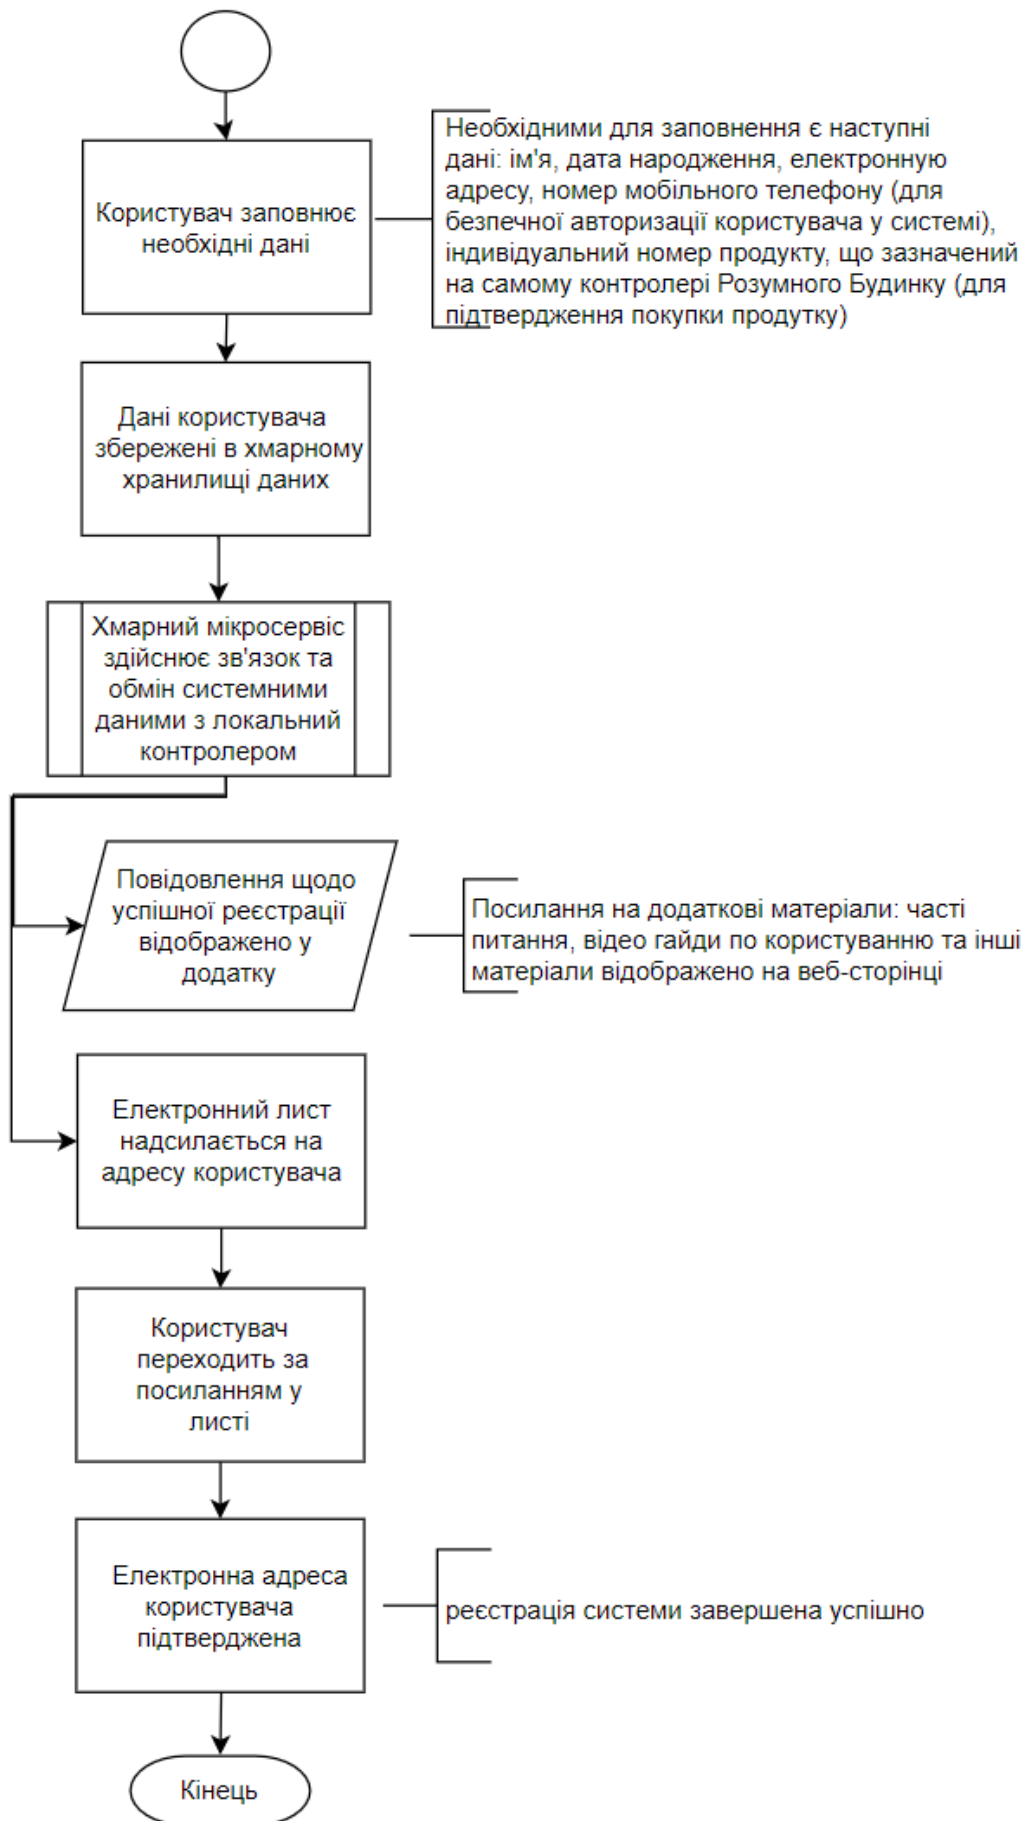 Користувач заповнює
необхідні дані
Необхідними для заповнення є наступні
дані: ім'я, дата народження, електронную
адресу, номер мобільного телефону (для
безпечної авторизації користувача у системі),
індивідуальний номер продукту, що зазначений
на самому контролері Розумного Будинку (для
підтвердження покупки продутку)
Дані користувача
збережені в хмарному
хранилищі даних
Хмарний мікросервіс
здійснює зв'язок та
обмін системними
даними з локальний
контролером
Повідовлення щодо
успішної реєстрації
відображено у
додатку
Посилання на додаткові матеріали: часті
питання, відео гайди по користуванню та інші
матеріали відображено на веб-сторінці
Електронний лист
надсилається на
адресу користувача
Користувач
переходить за
посиланням у
листі
Електронна адреса
користувача
підтверджена
реєстрація системи завершена успішно
Кінець